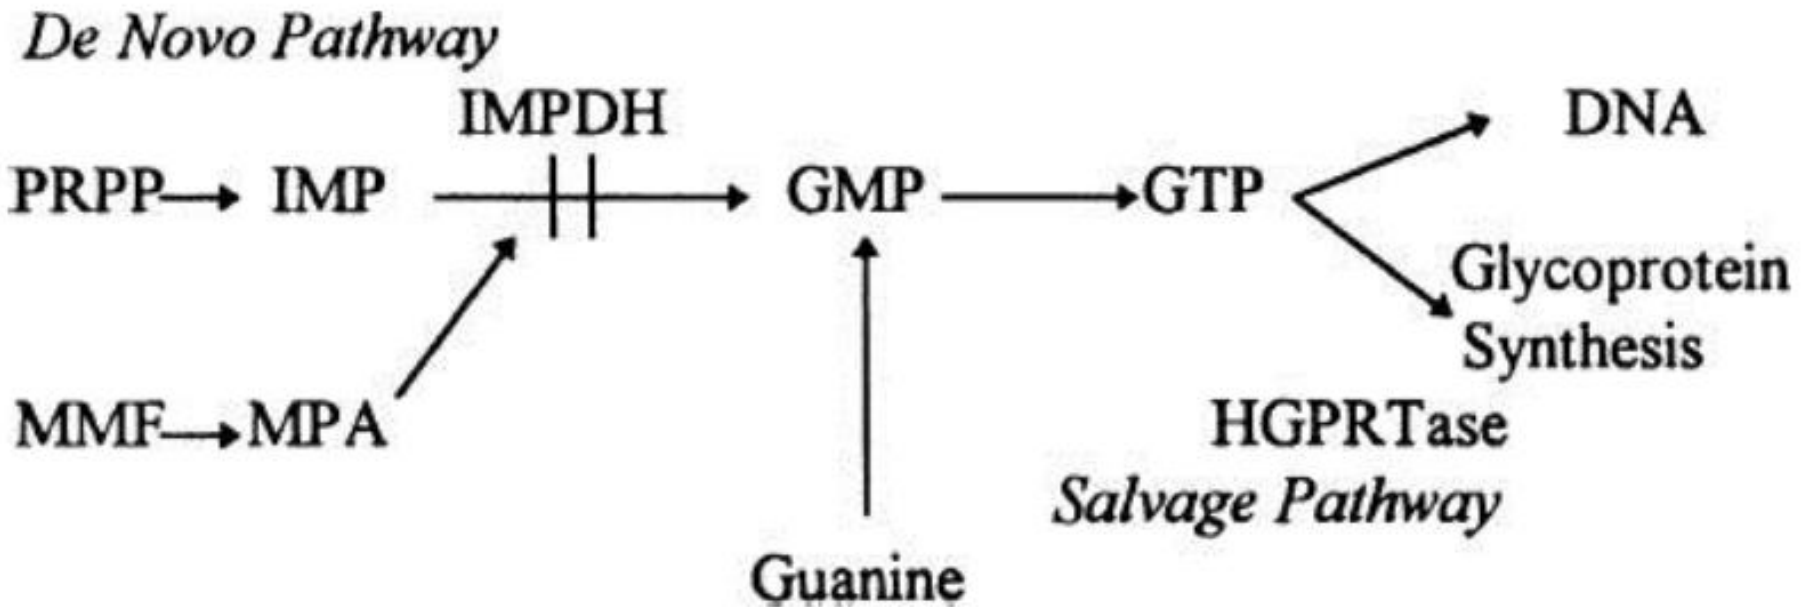 De Novo Pathway
IMPDH
DNA
PRPP IMP GMP GTP
Glycoprotein
Synthesis
MMF MPA
HGPRTase
Salvage Pathway
Guanine